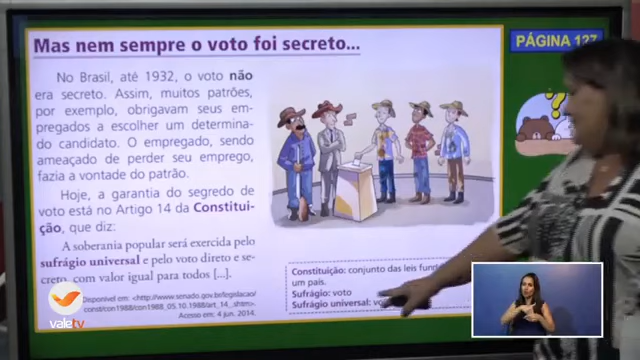 Mas nem sempre o voto foi secreto...
No Brasil, até 1932, o voto não
era secreto. Assim, muitos patrões,
por exemplo, obrigavam seus em-
pregados a escolher um determina-
do candidato. O empregado, sendo
ameaçado de perder seu emprego,
fazia a vontade do patrão.
Hoje, a garantia do segredo de
voto está no Artigo 14 da Constitui-
ção, que diz:
A soberania popular será exercida pelo
sufrágio universal e pelo voto direto e se-
creto, com valor igual para todos [...].
Disponível em: <http://www.senado.gov.br/legislacao/
const/con1988/con1988_05.10.1988/art_14_.shtm>.
Acesso em: 4 jun. 2014.
Constituição: conjunto das leis
um país.
Sufrágio: voto
Sufrágio universal:
PÁGINA 127
valetv